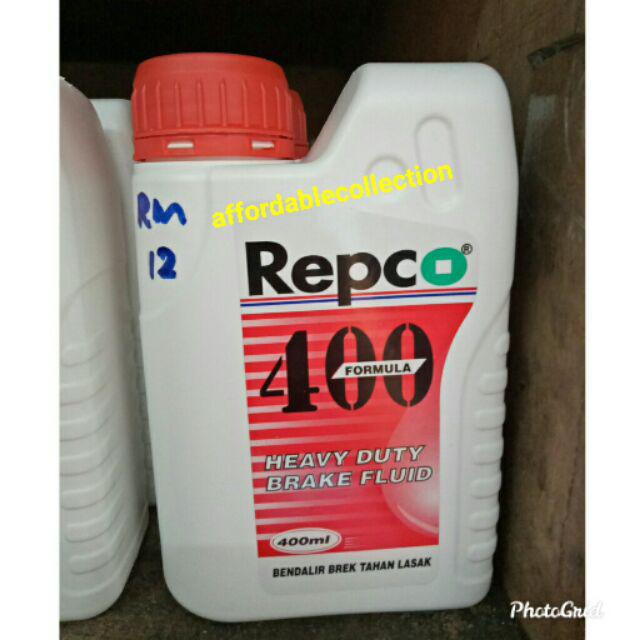 RM
12
affordablecollection
Repco®
400
FORMULA
HEAVY DUTY
BRAKE FLUID
400ml
BENDALIR BREK TAHAN LASAK
PhotoGrid